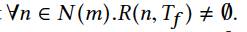 ∀n ∈ N(m).R(n, T_f) ≠ ∅.